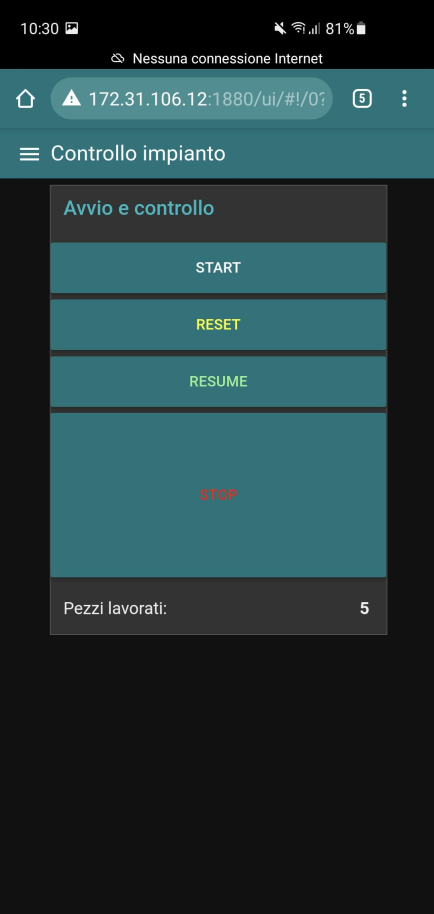 10:30 81%
Nessuna connessione Internet
172.31.106.12:1880/ui/#!/0? 5
Controllo impianto
Avvio e controllo
START
RESET
RESUME
STOP
Pezzi lavorati: 5